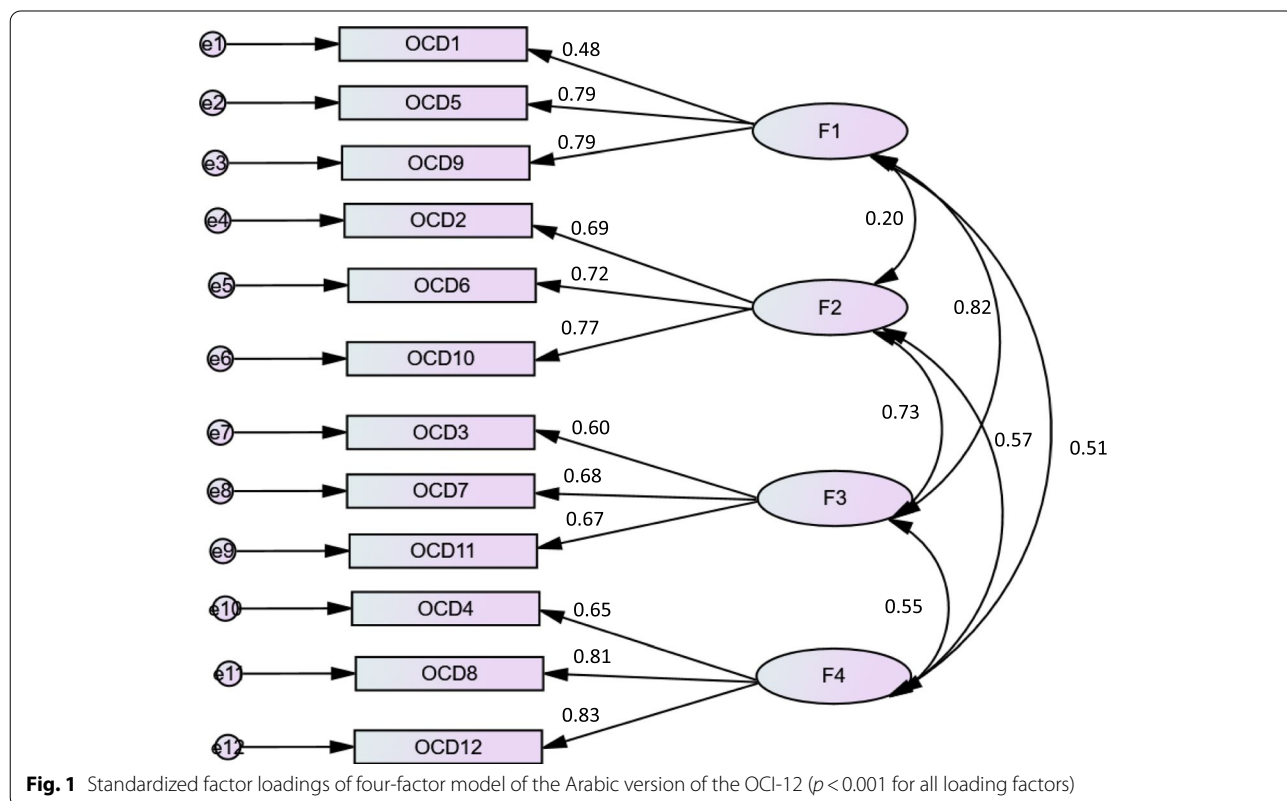 e1 OCD1 0.48
e2 OCD5 0.79
e3 OCD9 0.79
F1
e4 OCD2 0.69
0.20
e5 OCD6 0.72
F2
0.82
e6 OCD10 0.77
0.73
e7 OCD3 0.60
0.57
0.51
e8 OCD7 0.68
F3
e9 OCD11 0.67
e10 OCD4 0.65
0.55
e11 OCD8 0.81
F4
e12 OCD12 0.83
Fig. 1 Standardized factor loadings of four-factor model of the Arabic version of the OCI-12 (p < 0.001 for all loading factors)